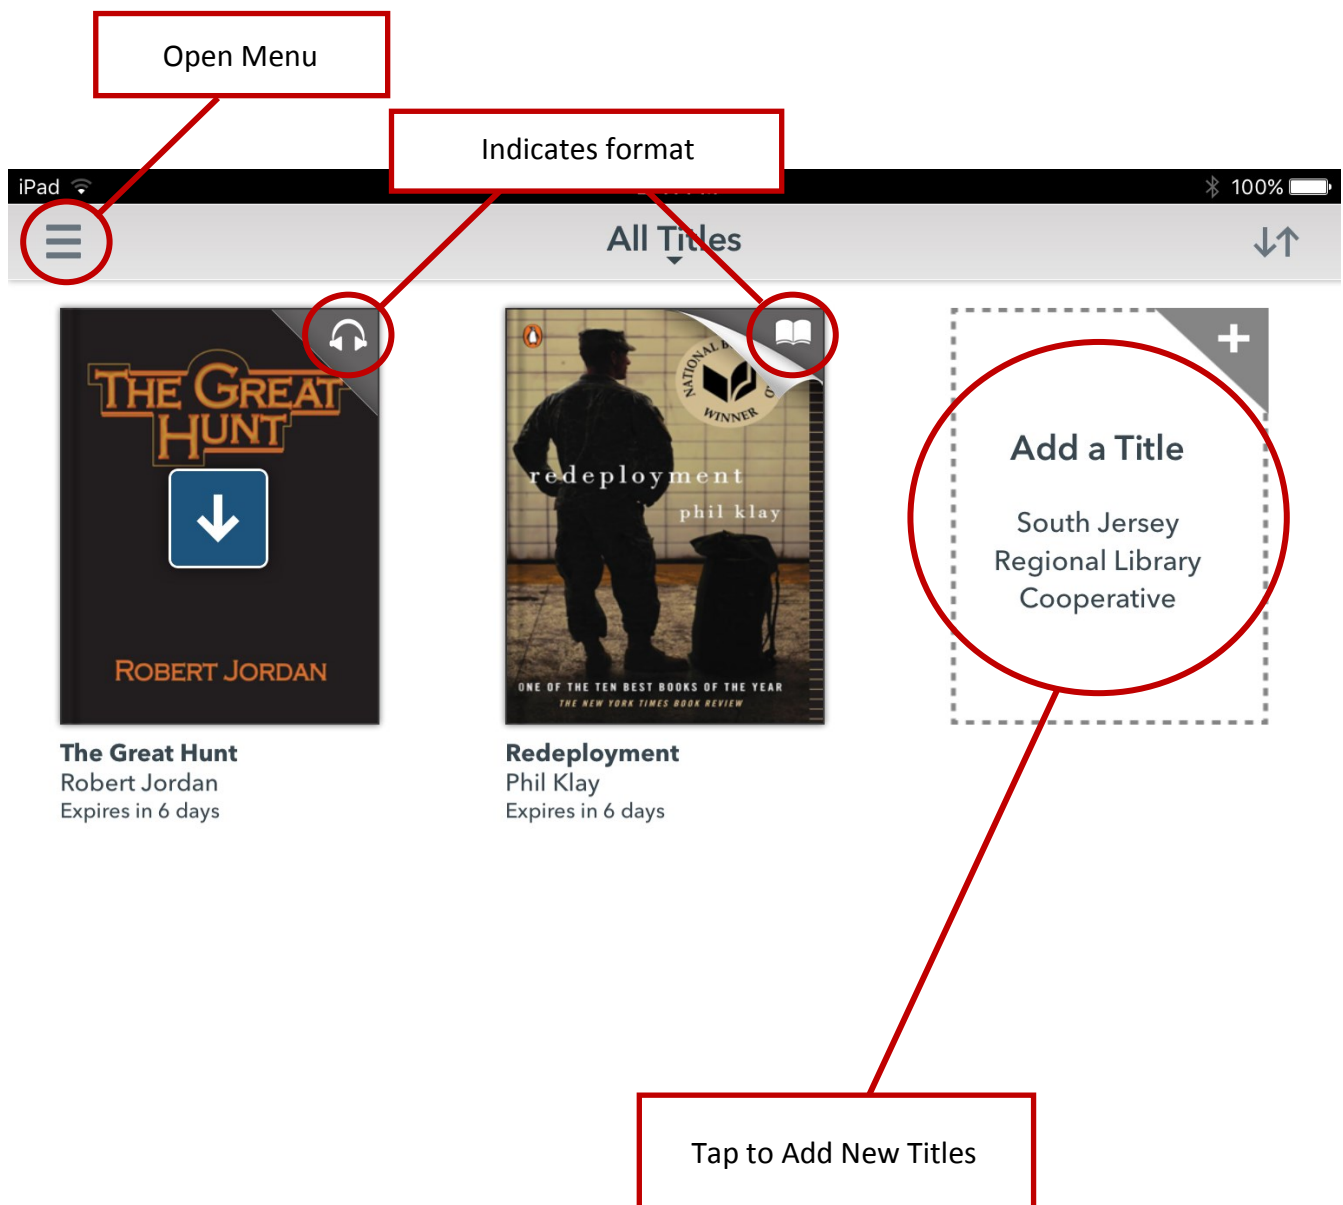 Open Menu
Indicates format
iPad
100%
All Titles
THE GREAT
HUNT
ROBERT JORDAN
NATIONAL B
WINNER
redeployment
phil klay
ONE OF THE TEN BEST BOOKS OF THE YEAR
THE NEW YORK TIMES BOOK REVIEW
Add a Title
South Jersey
Regional Library
Cooperative
The Great Hunt
Robert Jordan
Expires in 6 days
Redeployment
Phil Klay
Expires in 6 days
Tap to Add New Titles